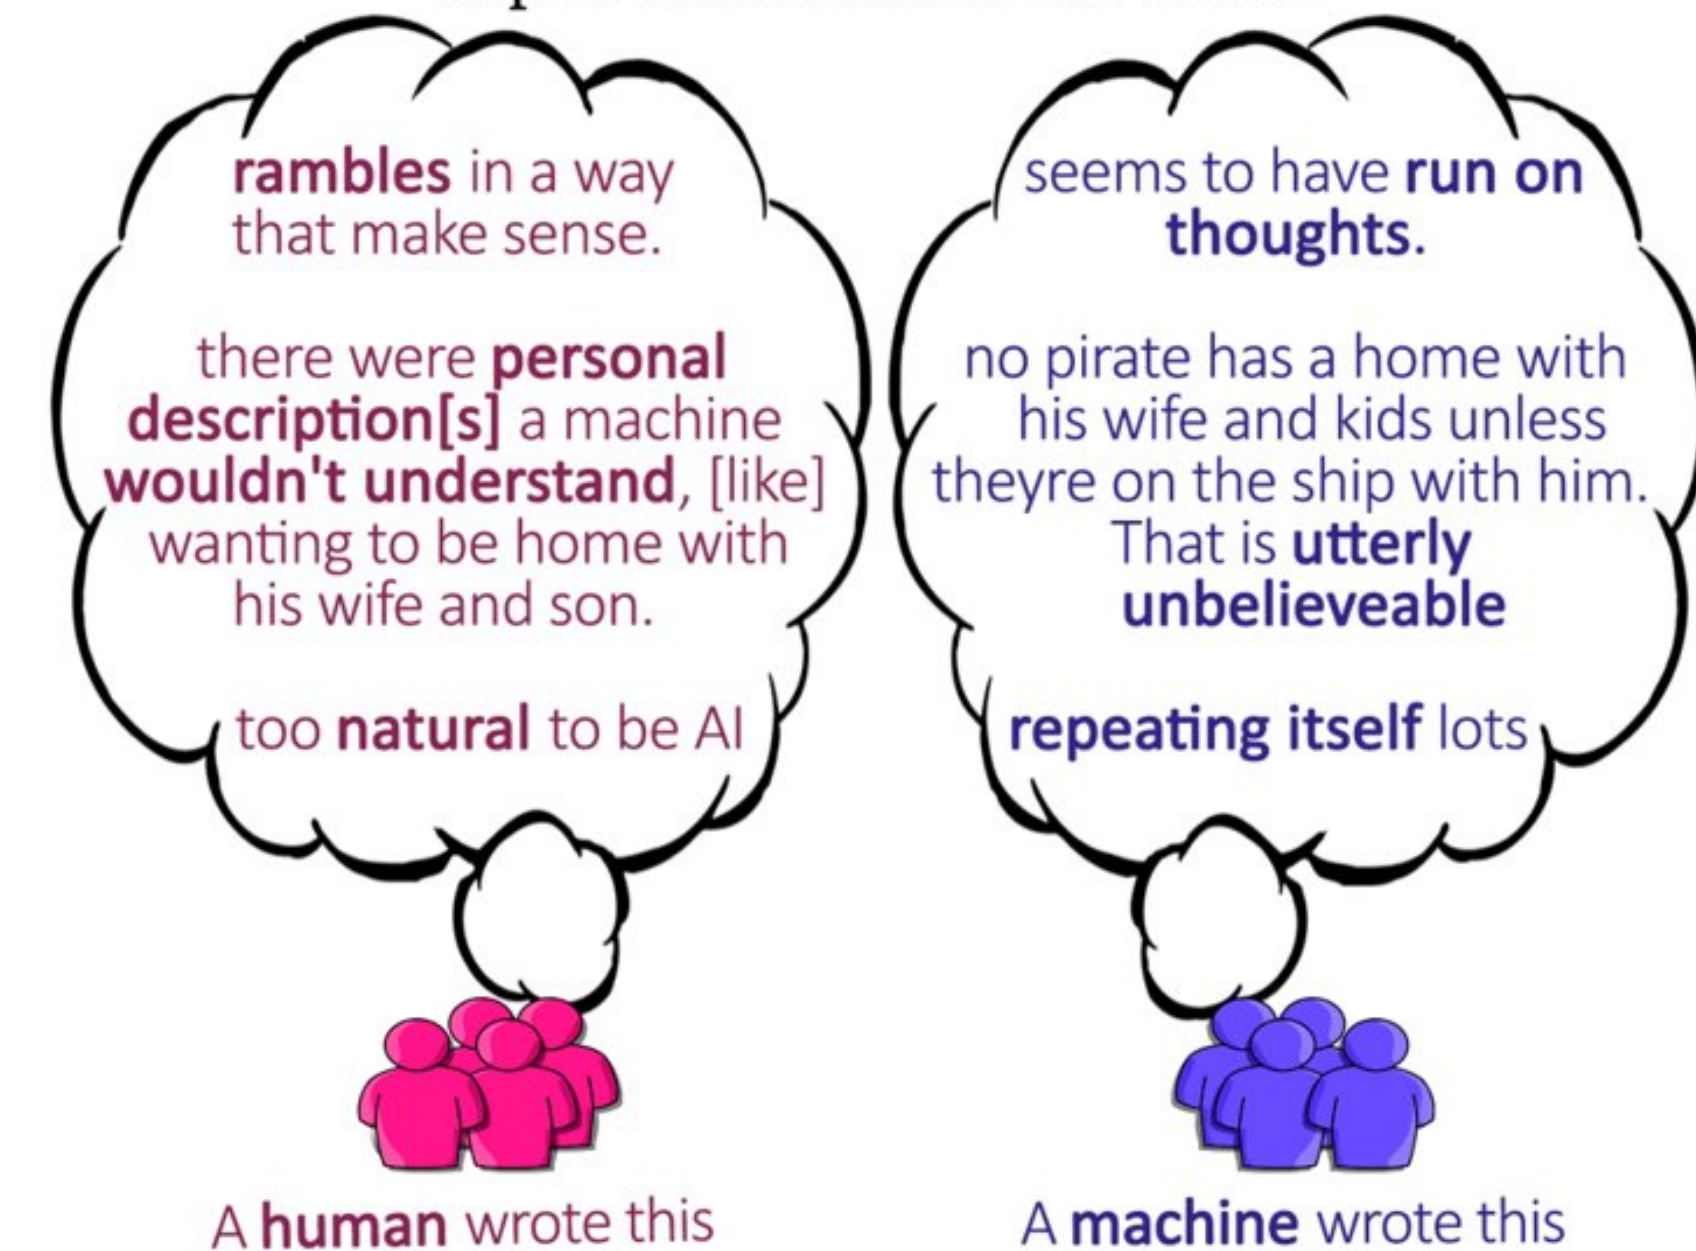 rambles in a way
that make sense.
there were personal
description[s] a machine
wouldn't understand, [like]
wanting to be home with
his wife and son.
too natural to be AI
A human wrote this
seems to have run on
thoughts.
no pirate has a home with
his wife and kids unless
theyre on the ship with him.
That is utterly
unbelieveable
repeating itself lots
A machine wrote this